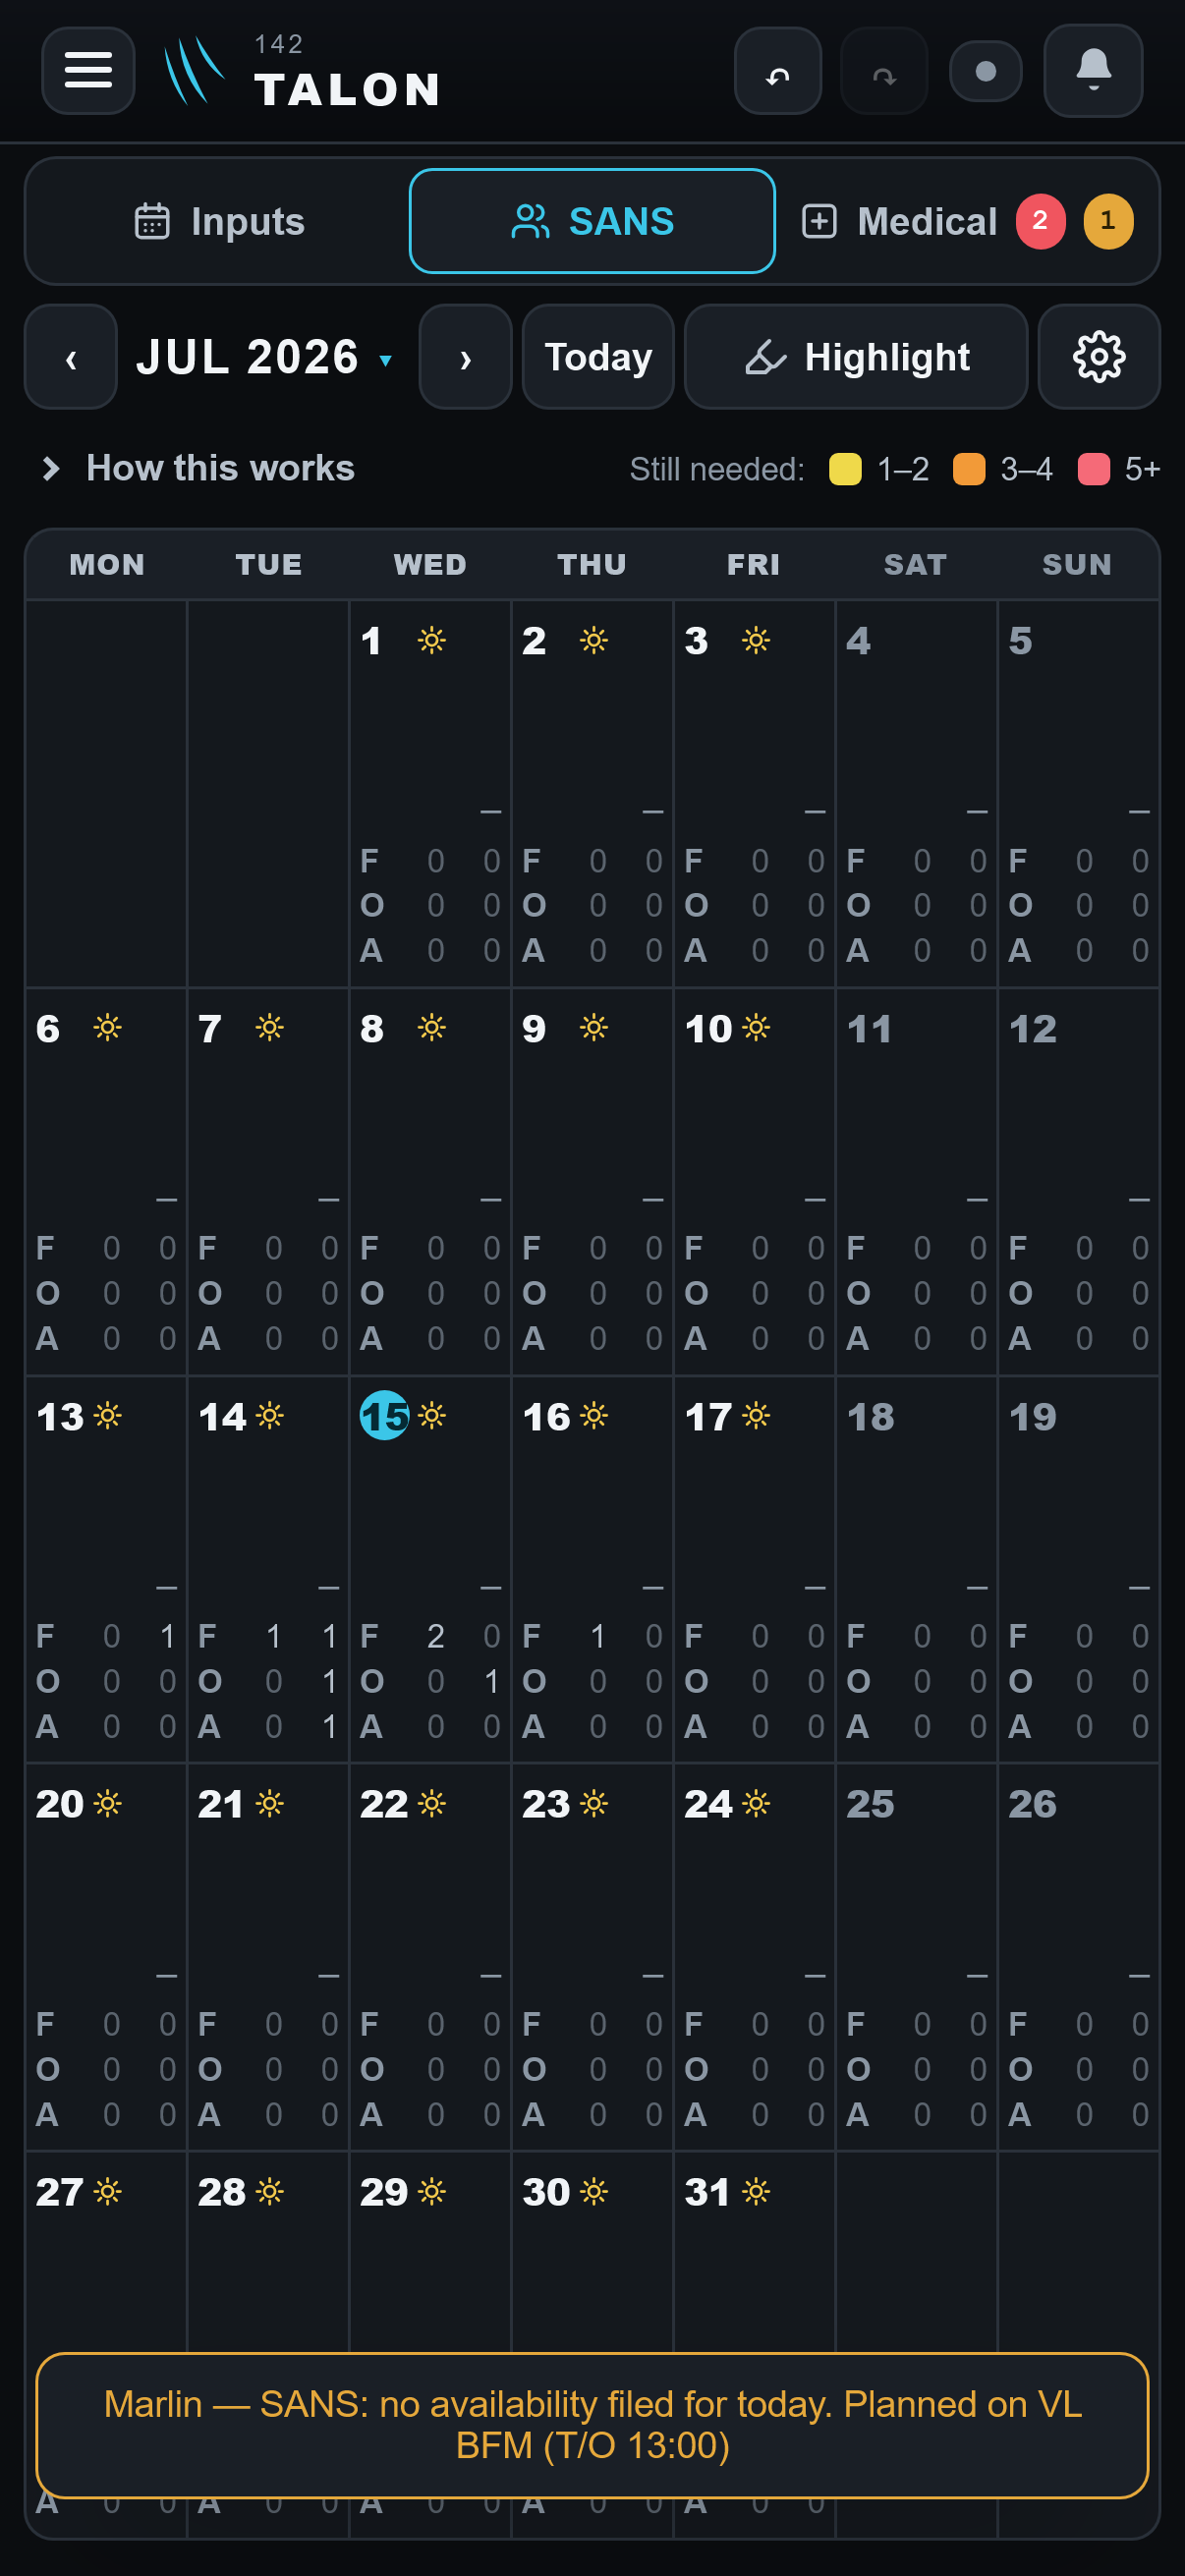 142
TALON
Inputs
SANS
Medical 2 1
‹ JUL 2026 ▾ › Today Highlight
How this works
Still needed: 1–2 3–4 5+
MON TUE WED THU FRI SAT SUN
1 2 3 4 5
– – – – –
F 0 0 F 0 0 F 0 0 F 0 0 F 0 0
O 0 0 O 0 0 O 0 0 O 0 0 O 0 0
A 0 0 A 0 0 A 0 0 A 0 0 A 0 0
6 7 8 9 10 11 12
– – – – – – –
F 0 0 F 0 0 F 0 0 F 0 0 F 0 0 F 0 0 F 0 0
O 0 0 O 0 0 O 0 0 O 0 0 O 0 0 O 0 0 O 0 0
A 0 0 A 0 0 A 0 0 A 0 0 A 0 0 A 0 0 A 0 0
13 14 15 16 17 18 19
– – – – – – –
F 0 1 F 1 1 F 2 0 F 1 0 F 0 0 F 0 0 F 0 0
O 0 0 O 0 1 O 0 1 O 0 0 O 0 0 O 0 0 O 0 0
A 0 0 A 0 1 A 0 0 A 0 0 A 0 0 A 0 0 A 0 0
20 21 22 23 24 25 26
– – – – – – –
F 0 0 F 0 0 F 0 0 F 0 0 F 0 0 F 0 0 F 0 0
O 0 0 O 0 0 O 0 0 O 0 0 O 0 0 O 0 0 O 0 0
A 0 0 A 0 0 A 0 0 A 0 0 A 0 0 A 0 0 A 0 0
27 28 29 30 31
Marlin — SANS: no availability filed for today. Planned on VL
BFM (T/O 13:00)
A 0 0 A 0 0 A 0 0 A 0 0 A 0 0